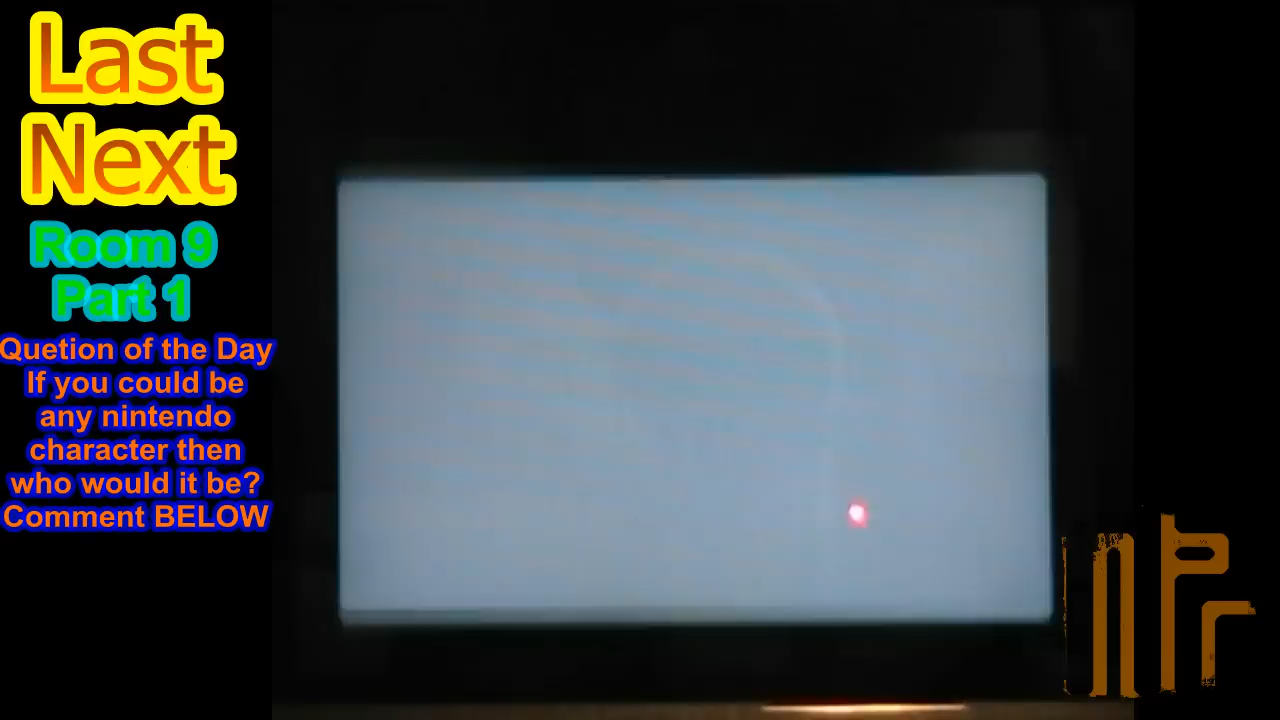 Last
Next
Room 9
Part 1
Quetion of the Day
If you could be
any nintendo
character then
who would it be?
Comment BELOW